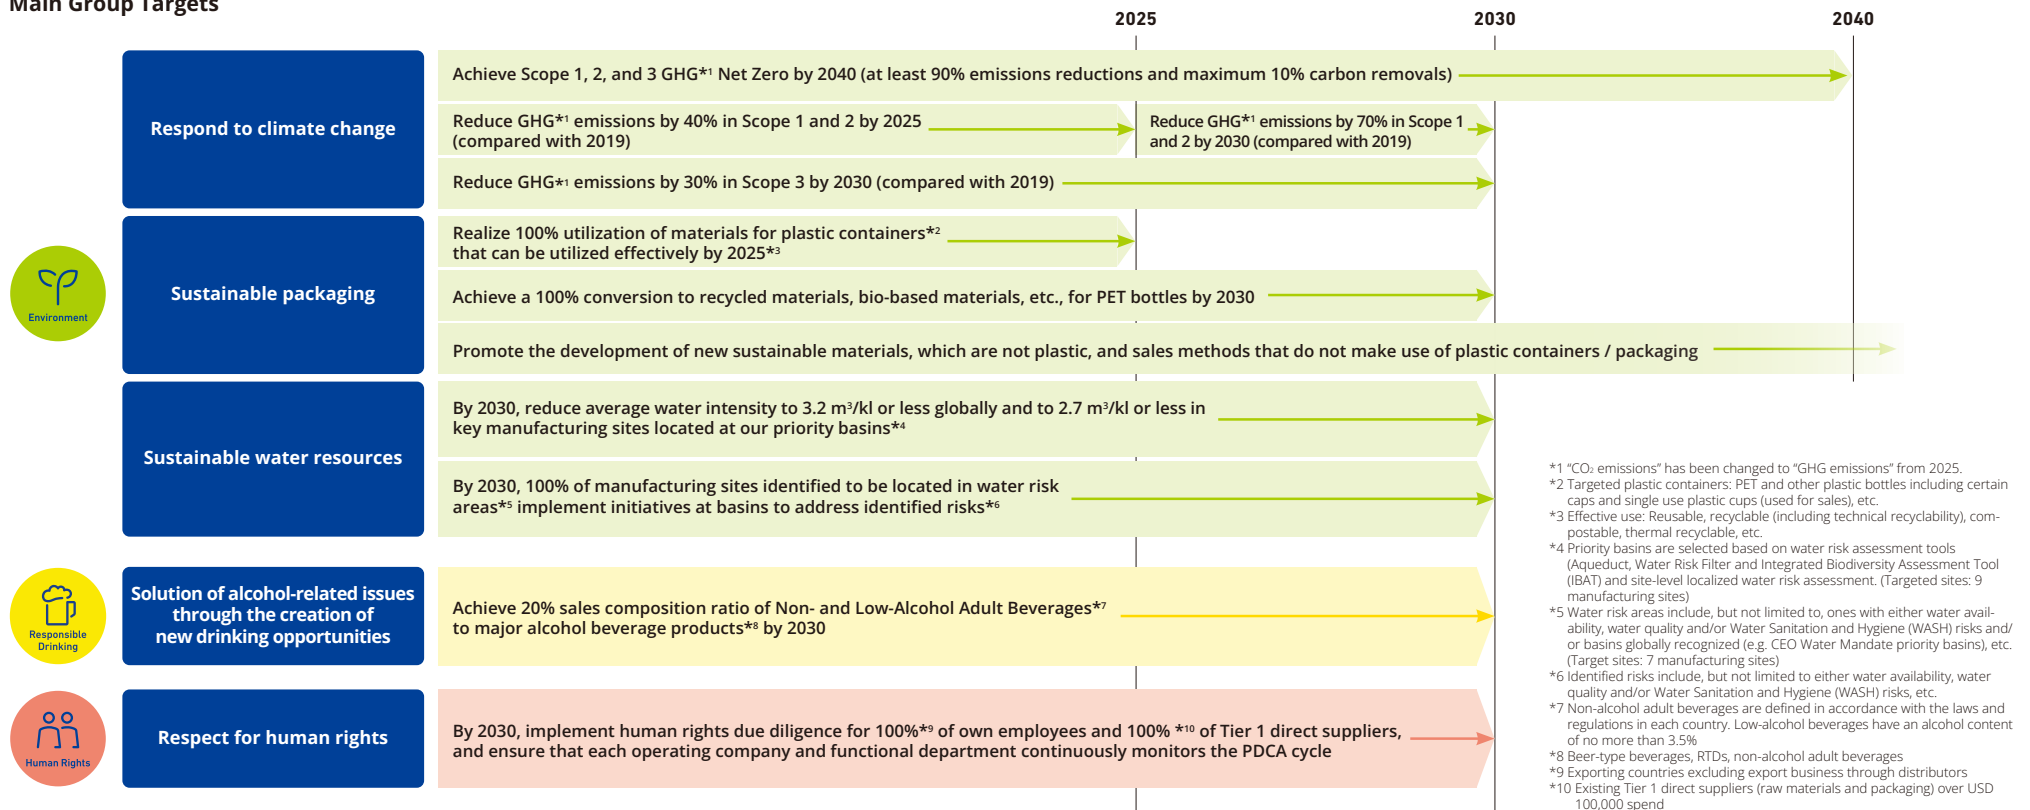 Main Group Targets
2025
2030
2040
Environment
Respond to climate change
Achieve Scope 1, 2, and 3 GHG*1 Net Zero by 2040 (at least 90% emissions reductions and maximum 10% carbon removals)
Reduce GHG*1 emissions by 40% in Scope 1 and 2 by 2025
(compared with 2019)
Reduce GHG*1 emissions by 70% in Scope 1
and 2 by 2030 (compared with 2019)
Reduce GHG*1 emissions by 30% in Scope 3 by 2030 (compared with 2019)
Sustainable packaging
Realize 100% utilization of materials for plastic containers*2
that can be utilized effectively by 2025*3
Achieve a 100% conversion to recycled materials, bio-based materials, etc., for PET bottles by 2030
Promote the development of new sustainable materials, which are not plastic, and sales methods that do not make use of plastic containers / packaging
Sustainable water resources
By 2030, reduce average water intensity to 3.2 m³/kl or less globally and to 2.7 m³/kl or less in
key manufacturing sites located at our priority basins*4
By 2030, 100% of manufacturing sites identified to be located in water risk
areas*5 implement initiatives at basins to address identified risks*6
Responsible
Drinking
Solution of alcohol-related issues
through the creation of
new drinking opportunities
Achieve 20% sales composition ratio of Non- and Low-Alcohol Adult Beverages*7
to major alcohol beverage products*8 by 2030
Human Rights
Respect for human rights
By 2030, implement human rights due diligence for 100%*9 of own employees and 100% *10 of Tier 1 direct suppliers,
and ensure that each operating company and functional department continuously monitors the PDCA cycle
*1 “CO₂ emissions” has been changed to “GHG emissions” from 2025.
*2 Targeted plastic containers: PET and other plastic bottles including certain
caps and single use plastic cups (used for sales), etc.
*3 Effective use: Reusable, recyclable (including technical recyclability), com-
postable, thermal recyclable, etc.
*4 Priority basins are selected based on water risk assessment tools
(Aqueduct, Water Risk Filter and Integrated Biodiversity Assessment Tool
(IBAT) and site-level localized water risk assessment. (Targeted sites: 9
manufacturing sites)
*5 Water risk areas include, but not limited to, ones with either water avail-
ability, water quality and/or Water Sanitation and Hygiene (WASH) risks and/
or basins globally recognized (e.g. CEO Water Mandate priority basins), etc.
(Target sites: 7 manufacturing sites)
*6 Identified risks include, but not limited to either water availability, water
quality and/or Water Sanitation and Hygiene (WASH) risks, etc.
*7 Non-alcohol adult beverages are defined in accordance with the laws and
regulations in each country. Low-alcohol beverages have an alcohol content
of no more than 3.5%
*8 Beer-type beverages, RTDs, non-alcohol adult beverages
*9 Exporting countries excluding export business through distributors
*10 Existing Tier 1 direct suppliers (raw materials and packaging) over USD
100,000 spend